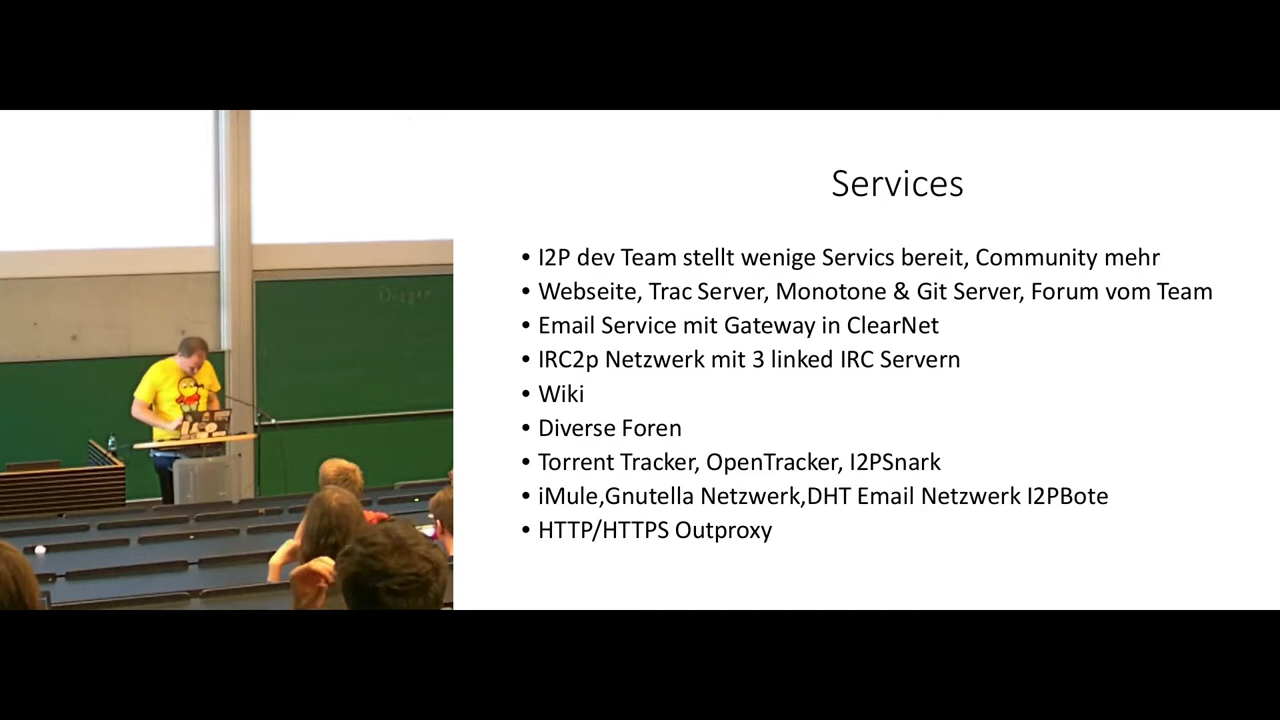 Services
• I2P dev Team stellt wenige Servics bereit, Community mehr
• Webseite, Trac Server, Monotone & Git Server, Forum vom Team
• Email Service mit Gateway in ClearNet
• IRC2p Netzwerk mit 3 linked IRC Servern
• Wiki
• Diverse Foren
• Torrent Tracker, OpenTracker, I2PSnark
• iMule,Gnutella Netzwerk,DHT Email Netzwerk I2PBote
• HTTP/HTTPS Outproxy